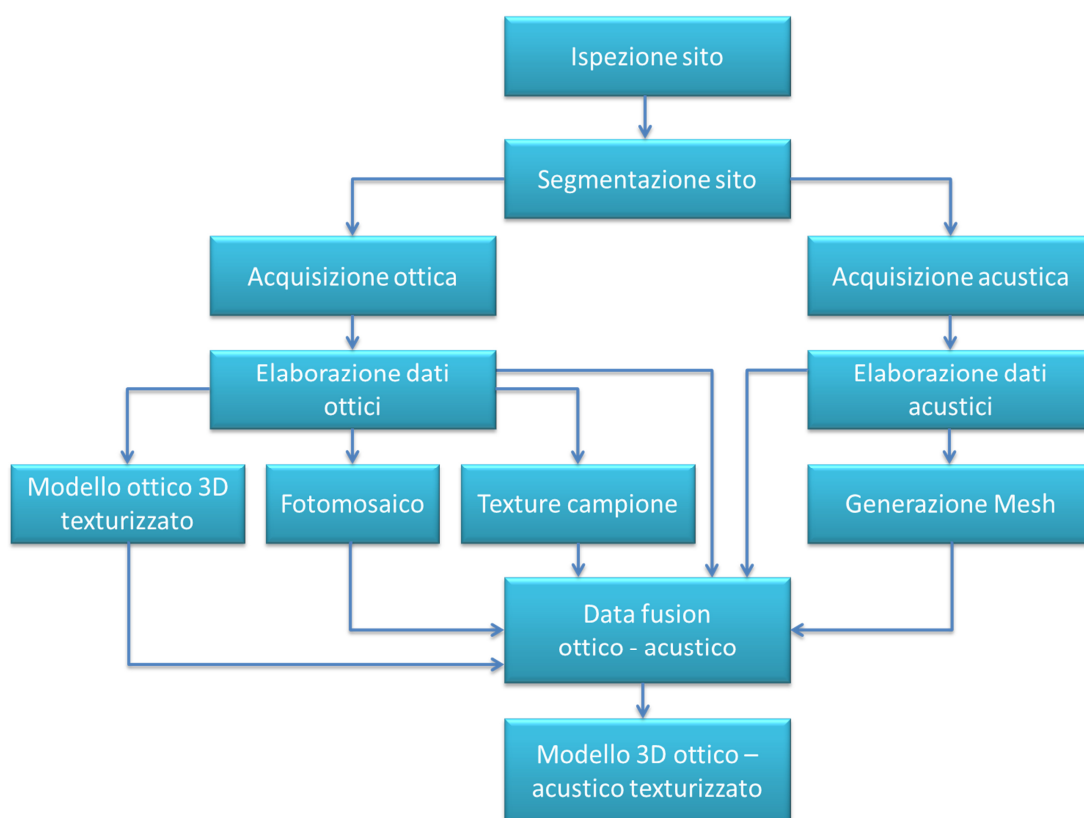 Ispezione sito
Segmentazione sito
Acquisizione ottica
Acquisizione acustica
Elaborazione dati
ottici
Elaborazione dati
acustici
Modello ottico 3D
texturizzato
Fotomosaico
Texture campione
Generazione Mesh
Data fusion
ottico - acustico
Modello 3D ottico –
acustico texturizzato